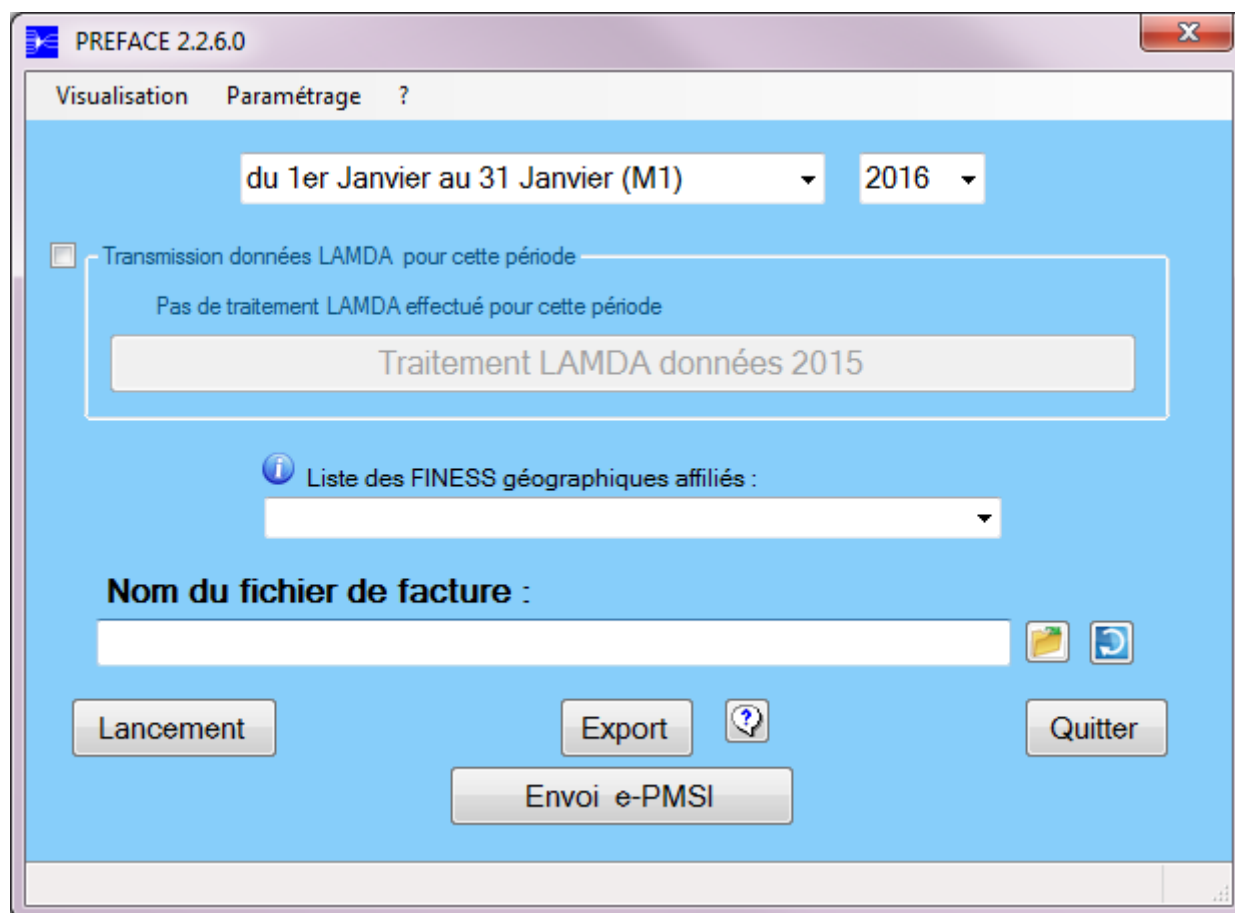 PREFACE 2.2.6.0
Visualisation Paramétrage ?
du 1er Janvier au 31 Janvier (M1) 2016
Transmission données LAMDA pour cette période
Pas de traitement LAMDA effectué pour cette période
Traitement LAMDA données 2015
Liste des FINESS géographiques affiliés :
Nom du fichier de facture :
Lancement Export Quitter
Envoi e-PMSI